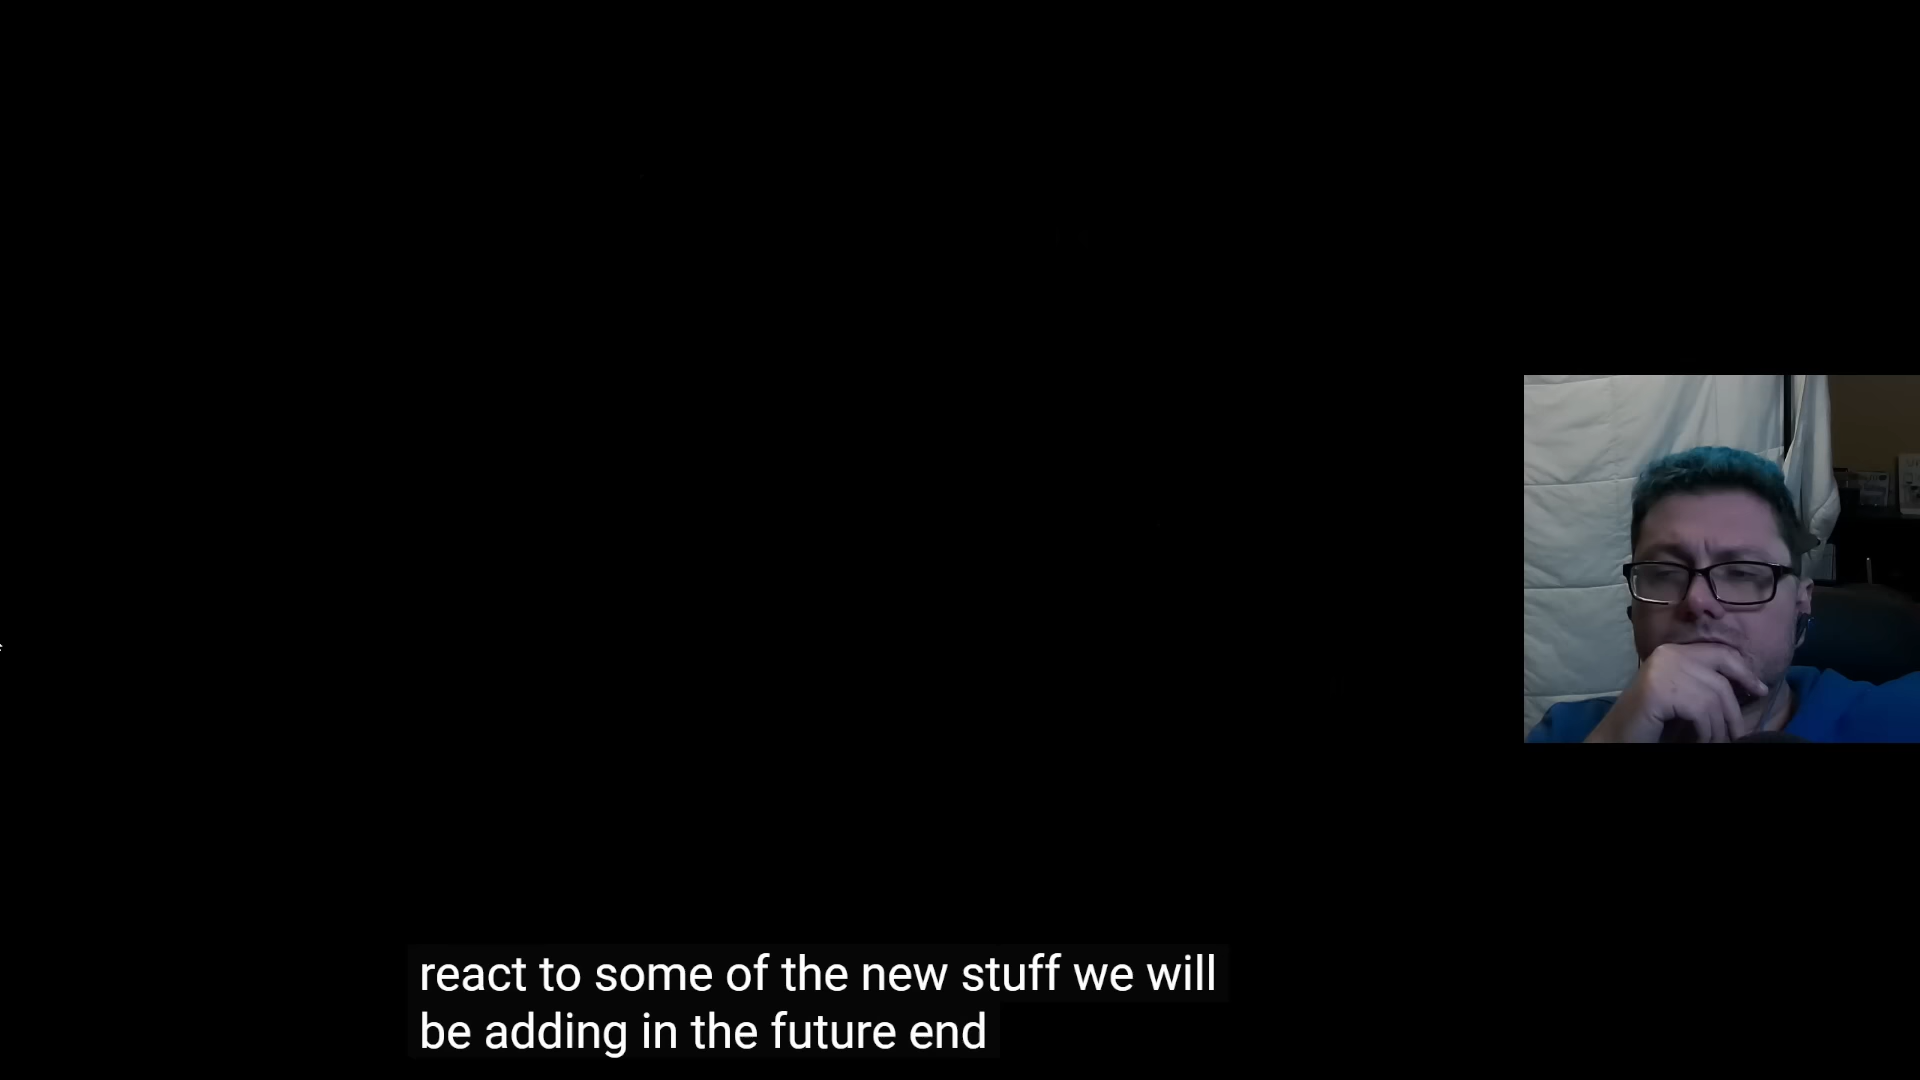 react to some of the new stuff we will
be adding in the future end